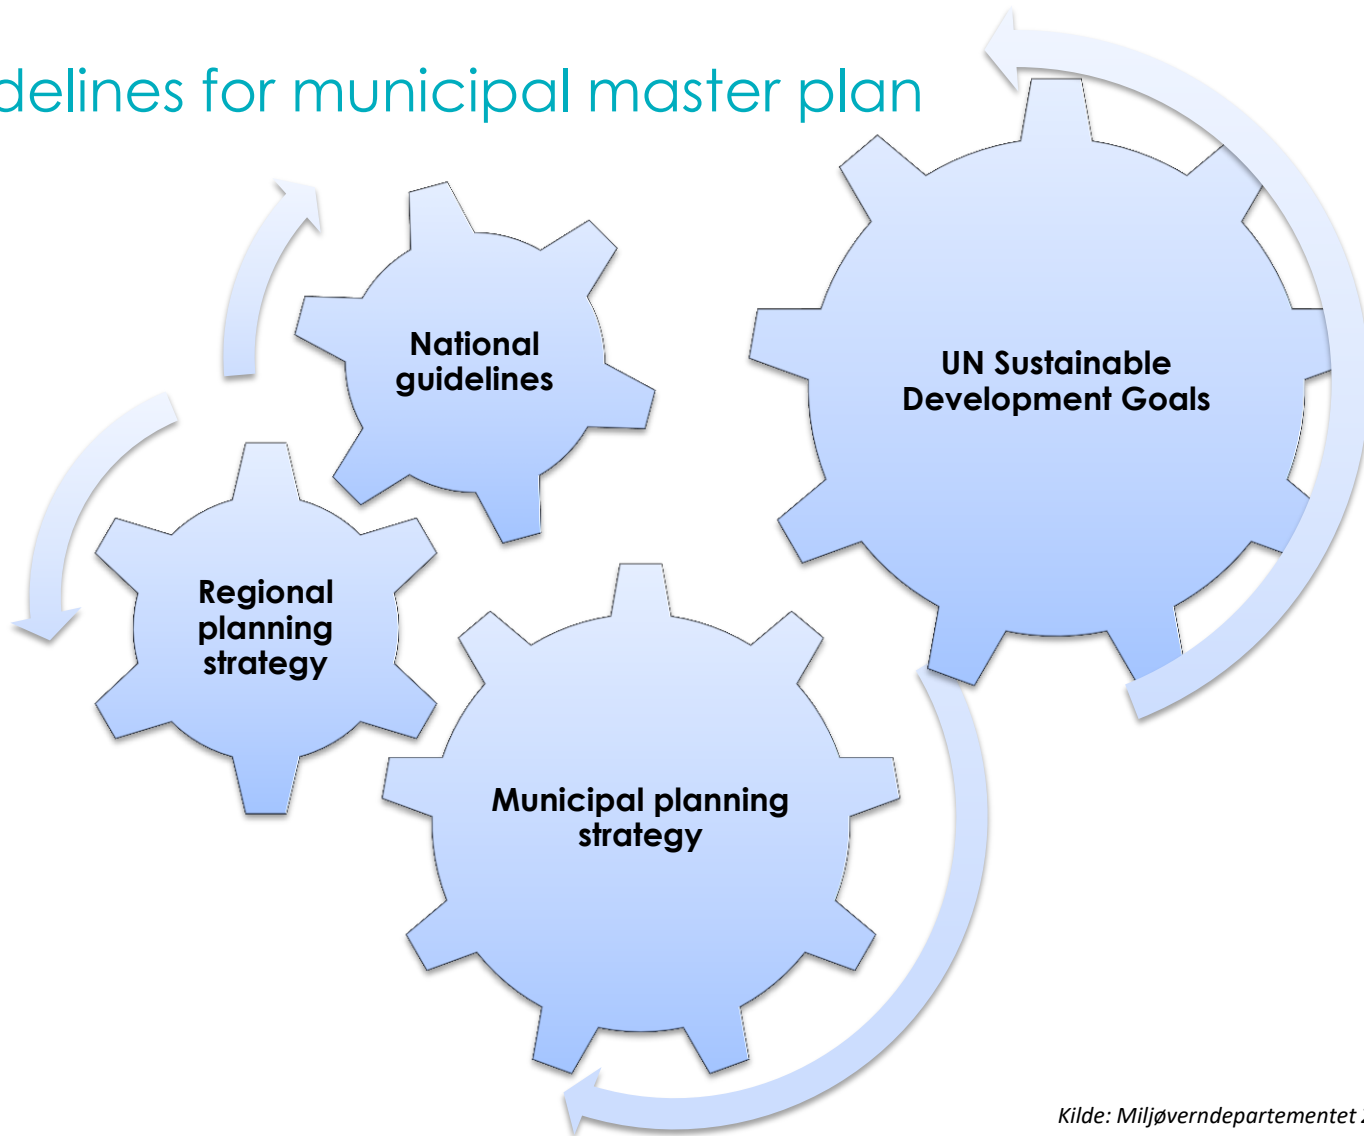 delines for municipal master plan
National
guidelines
UN Sustainable
Development Goals
Regional
planning
strategy
Municipal planning
strategy
Kilde: Miljøverndepartementet